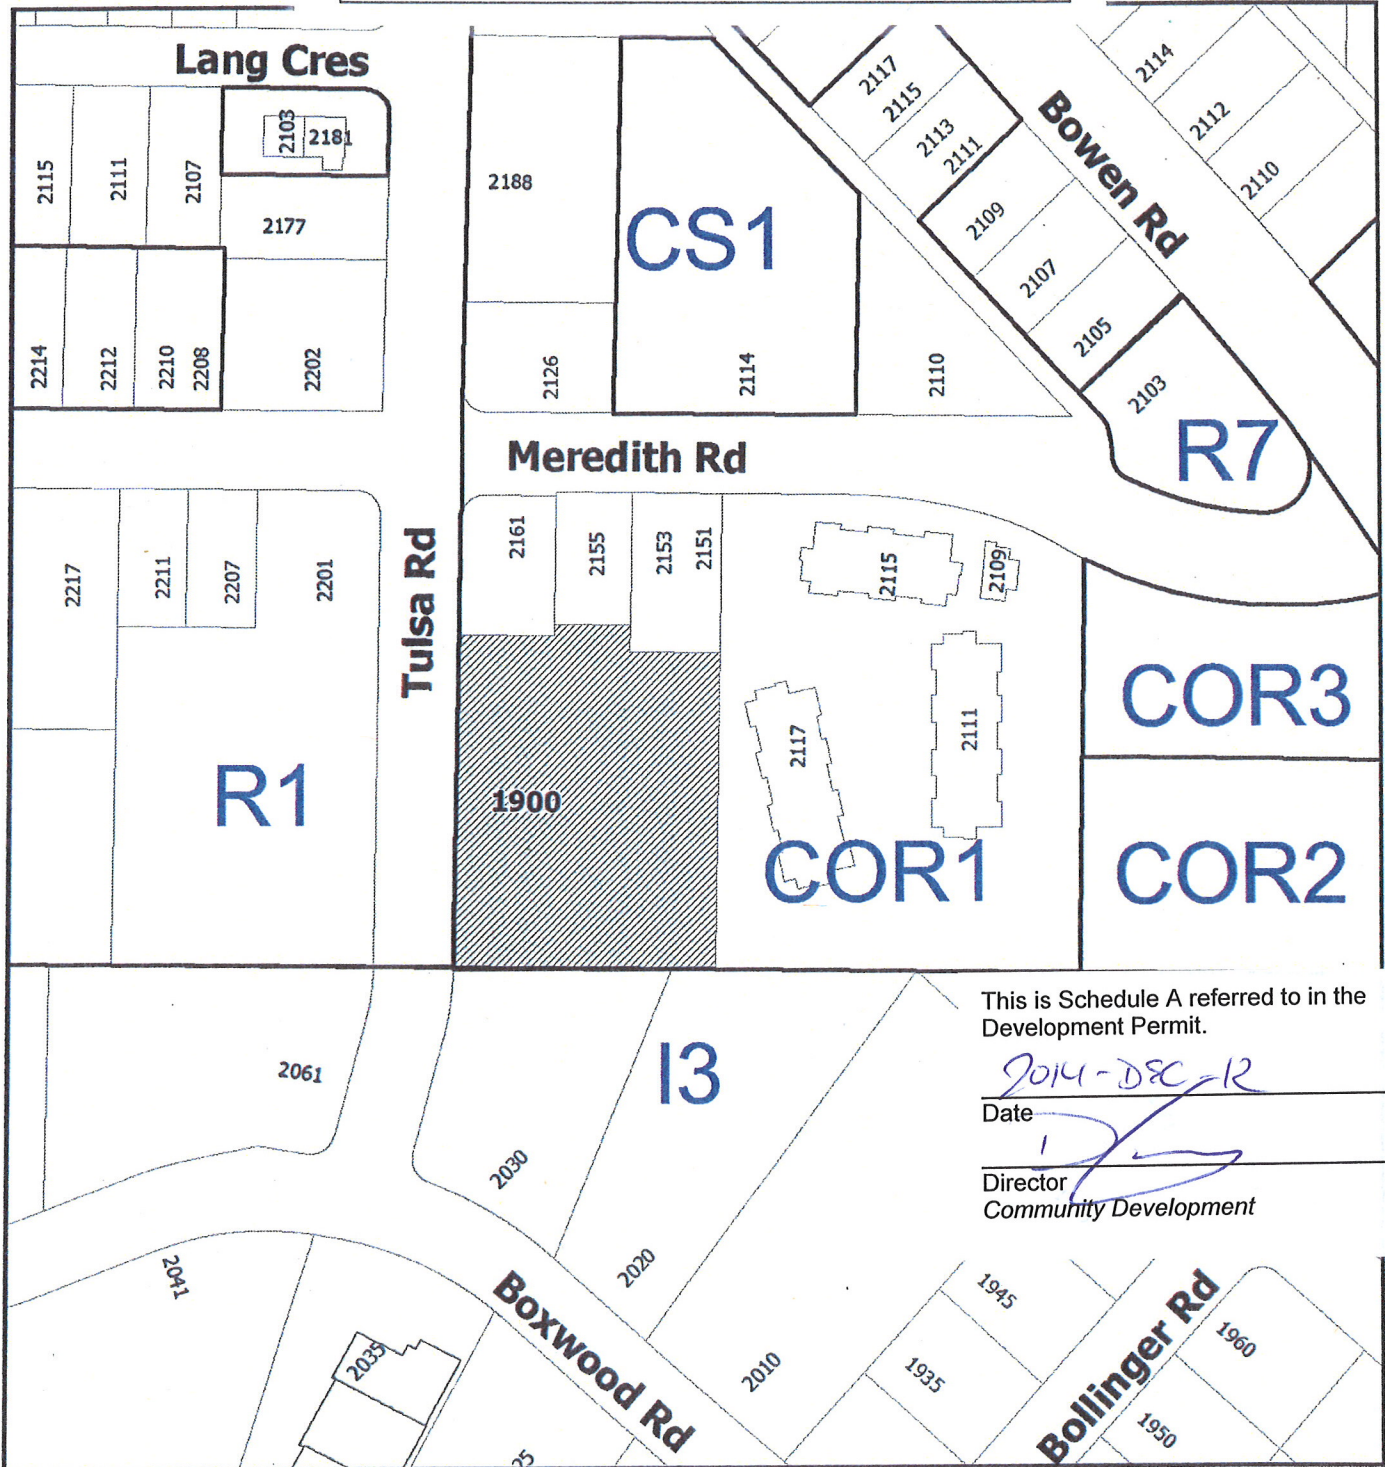 Lang Cres
2103
2181
2115
2111
2107
2177
2214
2212
2210
2208
2202
2188
CS1
2126
2114
2110
2117
2115
2113
2111
2109
2107
2105
2103
R7
Bowen Rd
2114
2112
2110
Meredith Rd
Tulsa Rd
2217
2211
2207
2201
R1
2161
2155
2153
2151
1900
2115
2109
2117
2111
COR1
COR3
COR2
This is Schedule A referred to in the
Development Permit.
2014-DEC-12
Date
Director
Community Development
2061
I3
2030
2020
2010
2041
2035
25
Boxwood Rd
Bollinger Rd
1945
1935
1960
1950